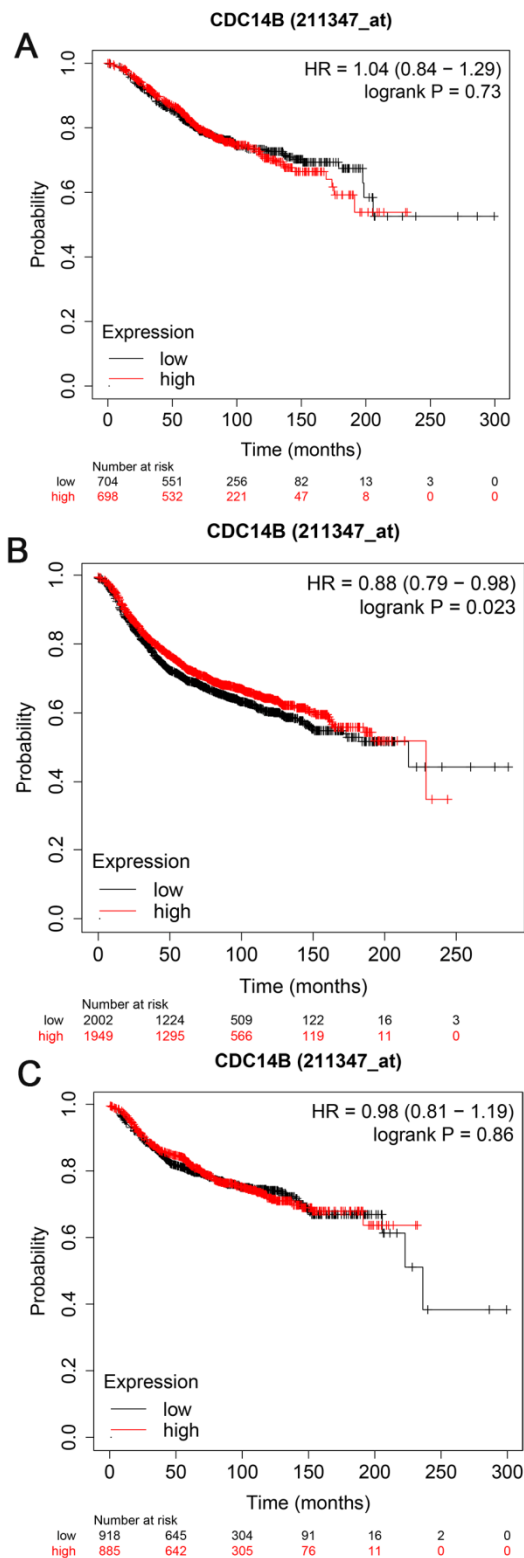 CDC14B (211347_at)
A
HR = 1.04 (0.84 − 1.29)
logrank P = 0.73
Probability
1.0
0.8
0.6
0.4
0.2
0.0
Expression
low
high
0 50 100 150 200 250 300
Time (months)
Number at risk
low 704 551 256 82 13 3 0
high 698 532 221 47 8 0 0
CDC14B (211347_at)
B
HR = 0.88 (0.79 − 0.98)
logrank P = 0.023
Probability
1.0
0.8
0.6
0.4
0.2
0.0
Expression
low
high
0 50 100 150 200 250
Time (months)
Number at risk
low 2002 1224 509 122 16 3
high 1949 1295 566 119 11 0
CDC14B (211347_at)
C
HR = 0.98 (0.81 − 1.19)
logrank P = 0.86
Probability
1.0
0.8
0.6
0.4
0.2
0.0
Expression
low
high
0 50 100 150 200 250 300
Time (months)
Number at risk
low 918 645 304 91 16 2 0
high 885 642 305 76 11 0 0